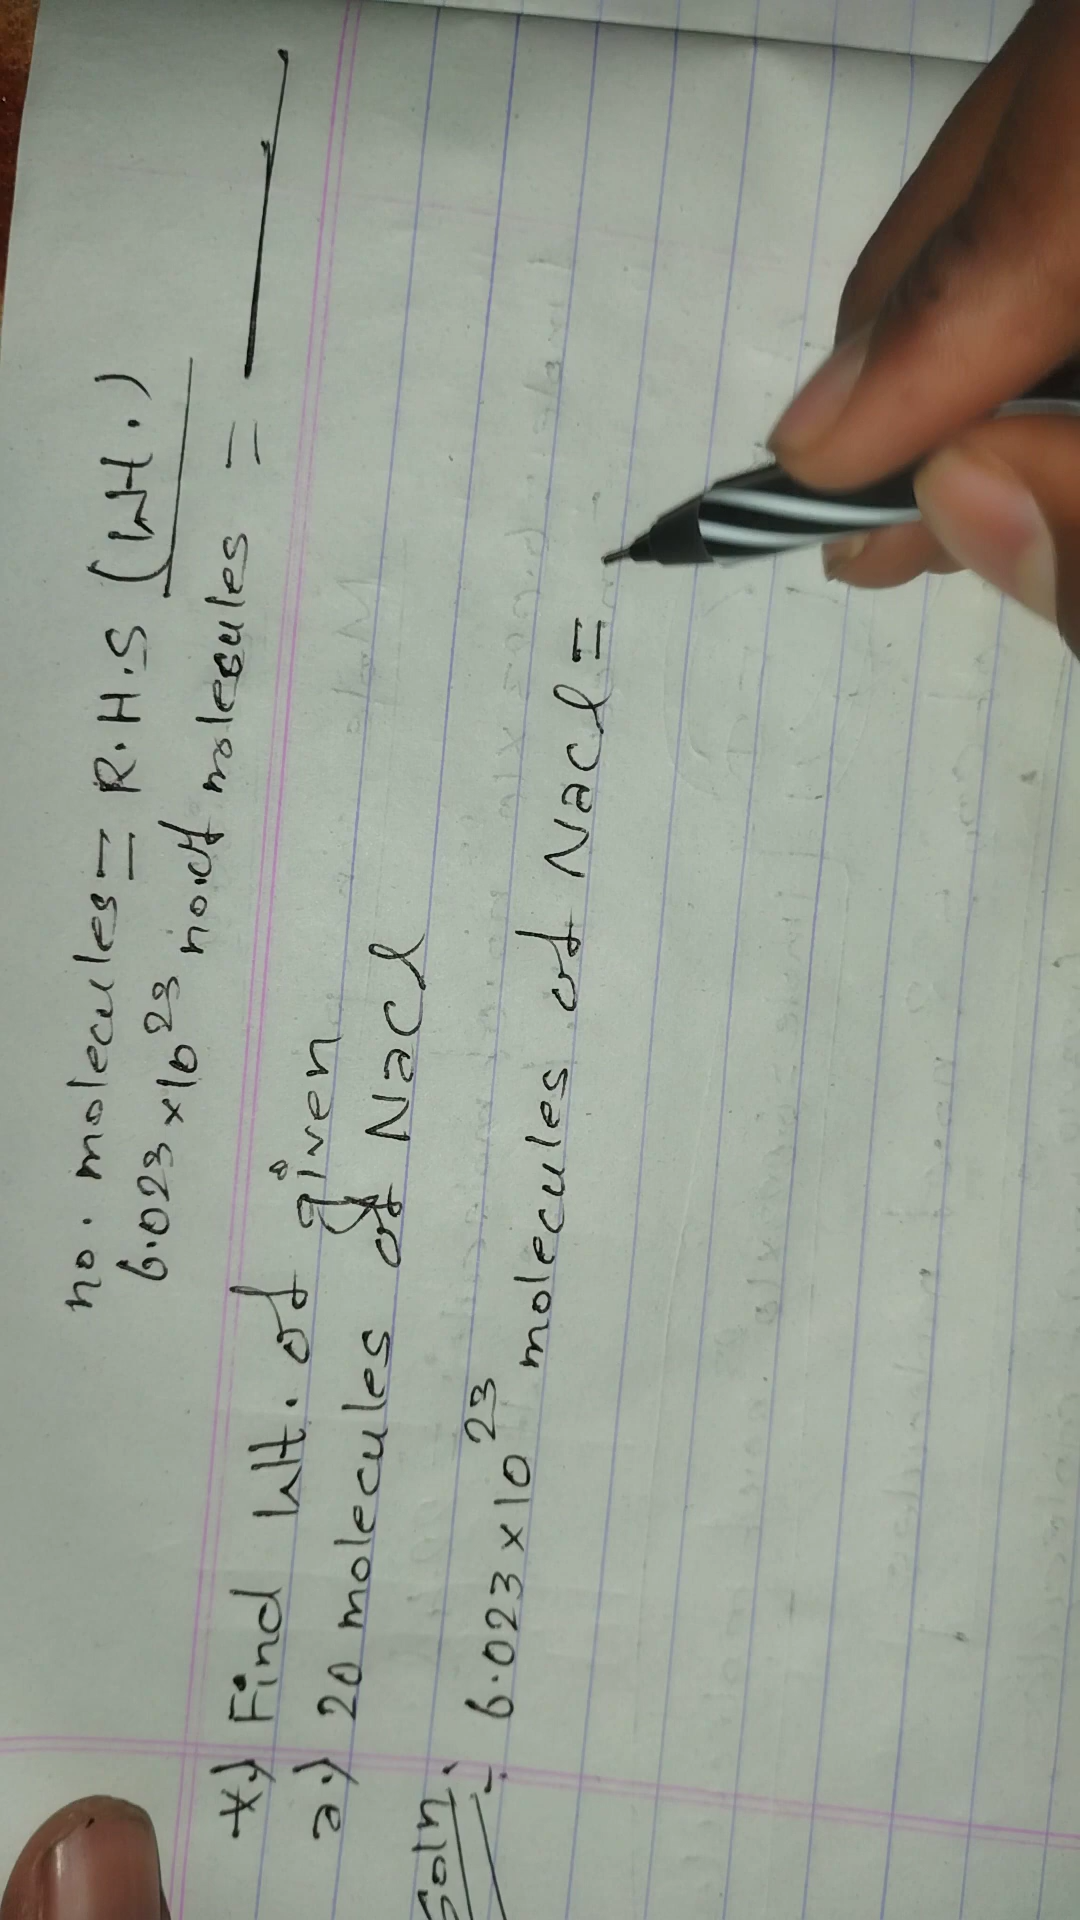 no. molecules = R.H.S (Wt.)
6.023 x 10²³ no. of molecules =
*) Find Wt. of given
a.) 20 molecules of NaCl
Soln:
6.023 x 10²³ molecules of NaCl =